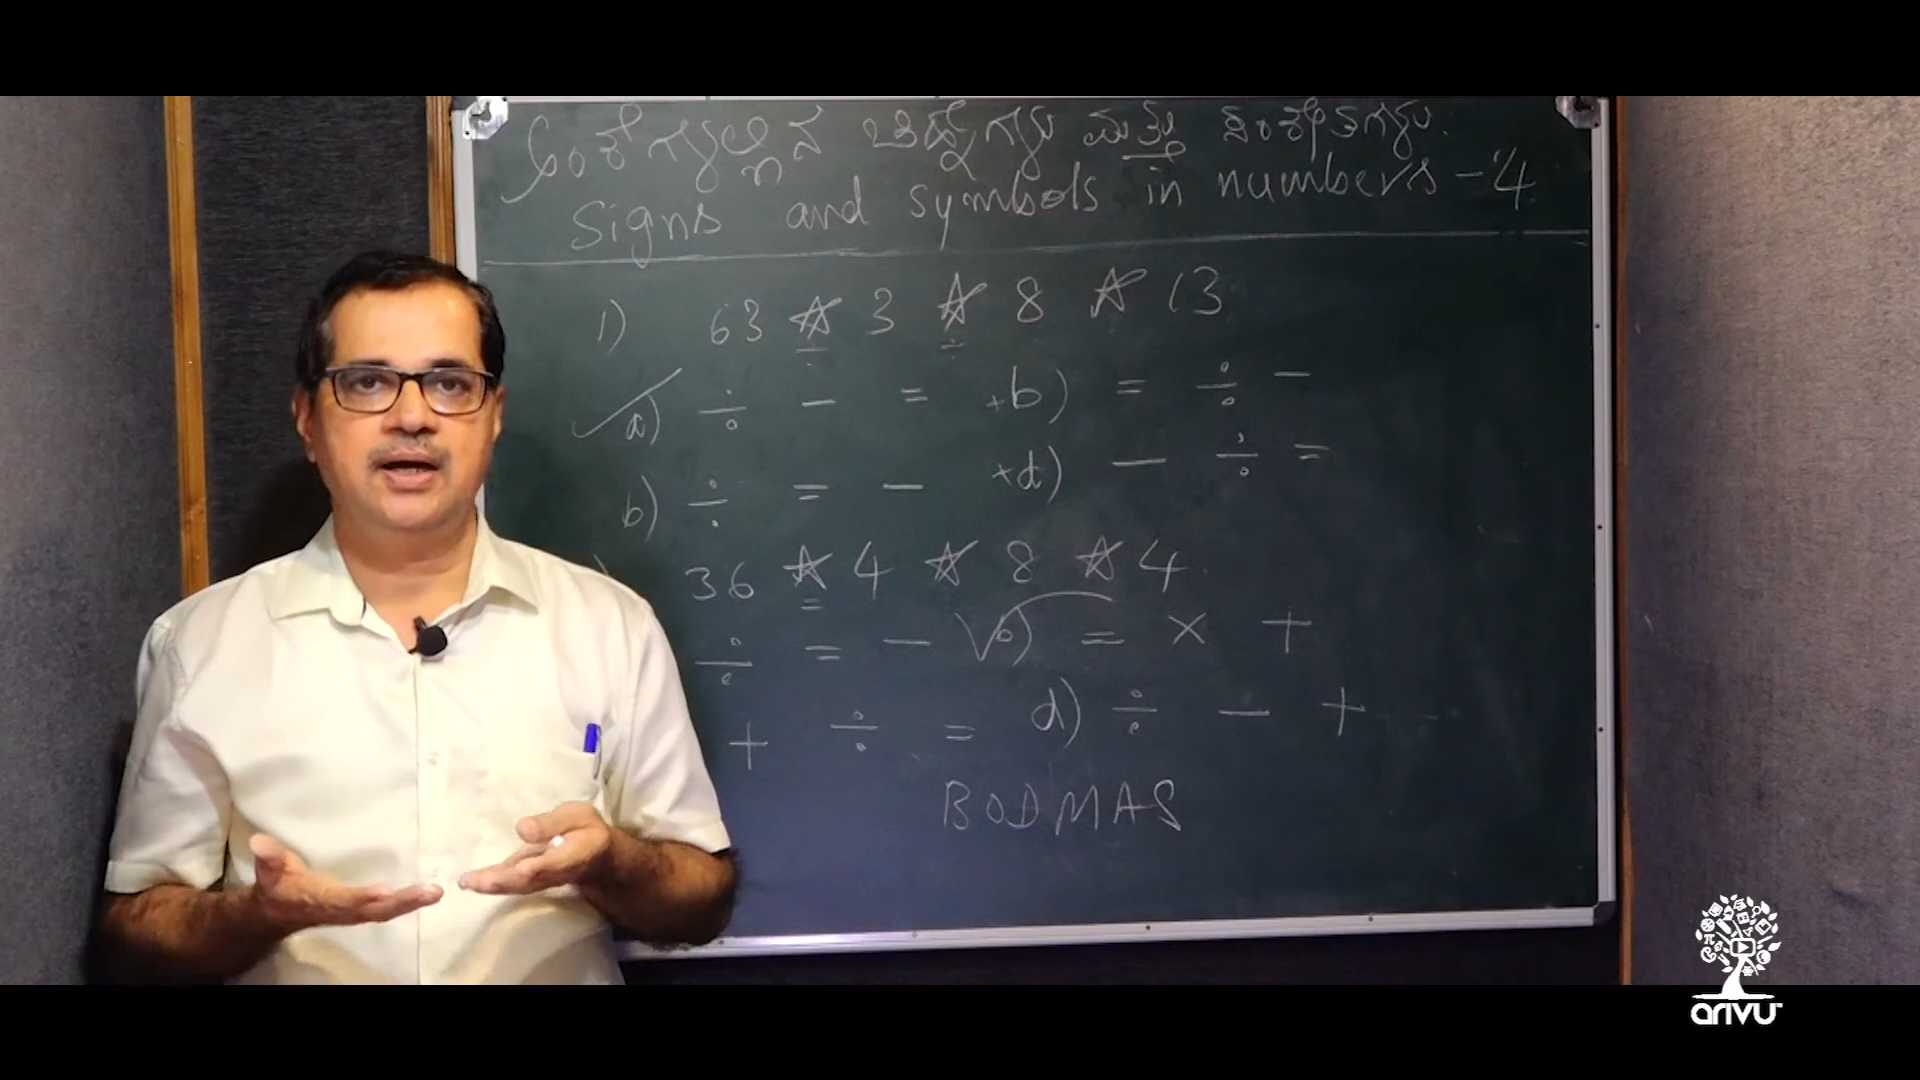 ಅಂಕೆಗಳಲ್ಲಿನ ಚಿಹ್ನೆಗಳು ಮತ್ತು ಸಂಕೇತಗಳು.
Signs and symbols in numbers - 4
1) 63 ☆ 3 ☆ 8 ☆ 13
a) ÷ - = b) = ÷ -
b) ÷ = - d) - ÷ =
) 36 ☆ 4 ☆ 8 ☆ 4
÷ = - b) = × +
+ ÷ = d) ÷ - +
BODMAS
arivu